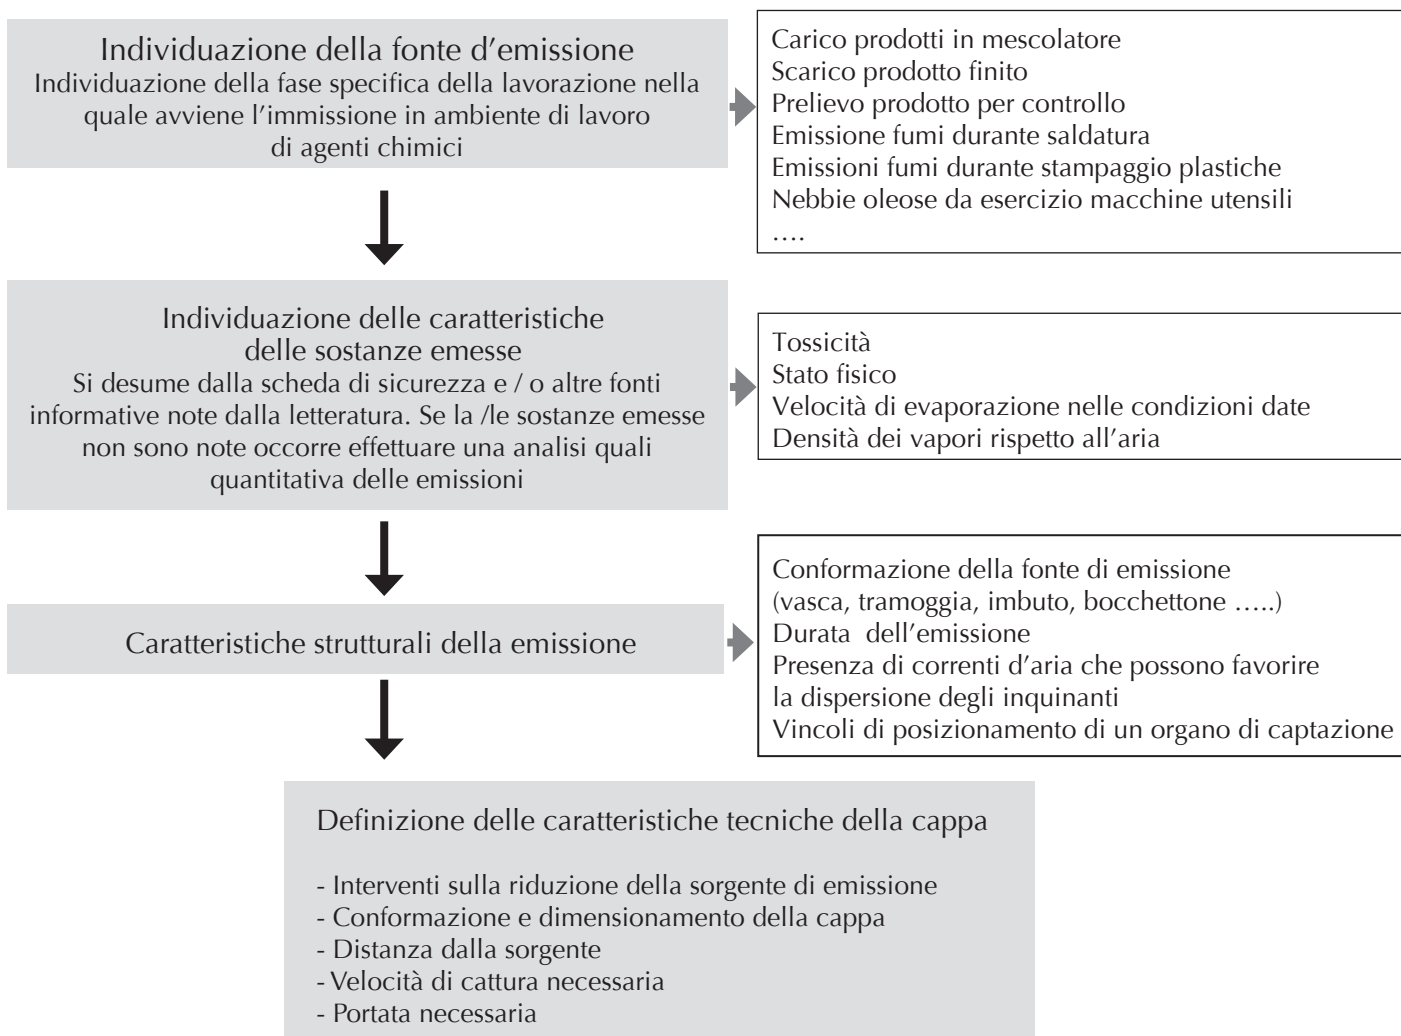 Individuazione della fonte d’emissione
Individuazione della fase specifica della lavorazione nella
quale avviene l’immissione in ambiente di lavoro
di agenti chimici
Carico prodotti in mescolatore
Scarico prodotto finito
Prelievo prodotto per controllo
Emissione fumi durante saldatura
Emissioni fumi durante stampaggio plastiche
Nebbie oleose da esercizio macchine utensili
....
Individuazione delle caratteristiche
delle sostanze emesse
Si desume dalla scheda di sicurezza e / o altre fonti
informative note dalla letteratura. Se la /le sostanze emesse
non sono note occorre effettuare una analisi quali
quantitativa delle emissioni
Tossicità
Stato fisico
Velocità di evaporazione nelle condizioni date
Densità dei vapori rispetto all’aria
Caratteristiche strutturali della emissione
Conformazione della fonte di emissione
(vasca, tramoggia, imbuto, bocchettone .....)
Durata dell’emissione
Presenza di correnti d’aria che possono favorire
la dispersione degli inquinanti
Vincoli di posizionamento di un organo di captazione
Definizione delle caratteristiche tecniche della cappa
- Interventi sulla riduzione della sorgente di emissione
- Conformazione e dimensionamento della cappa
- Distanza dalla sorgente
- Velocità di cattura necessaria
- Portata necessaria